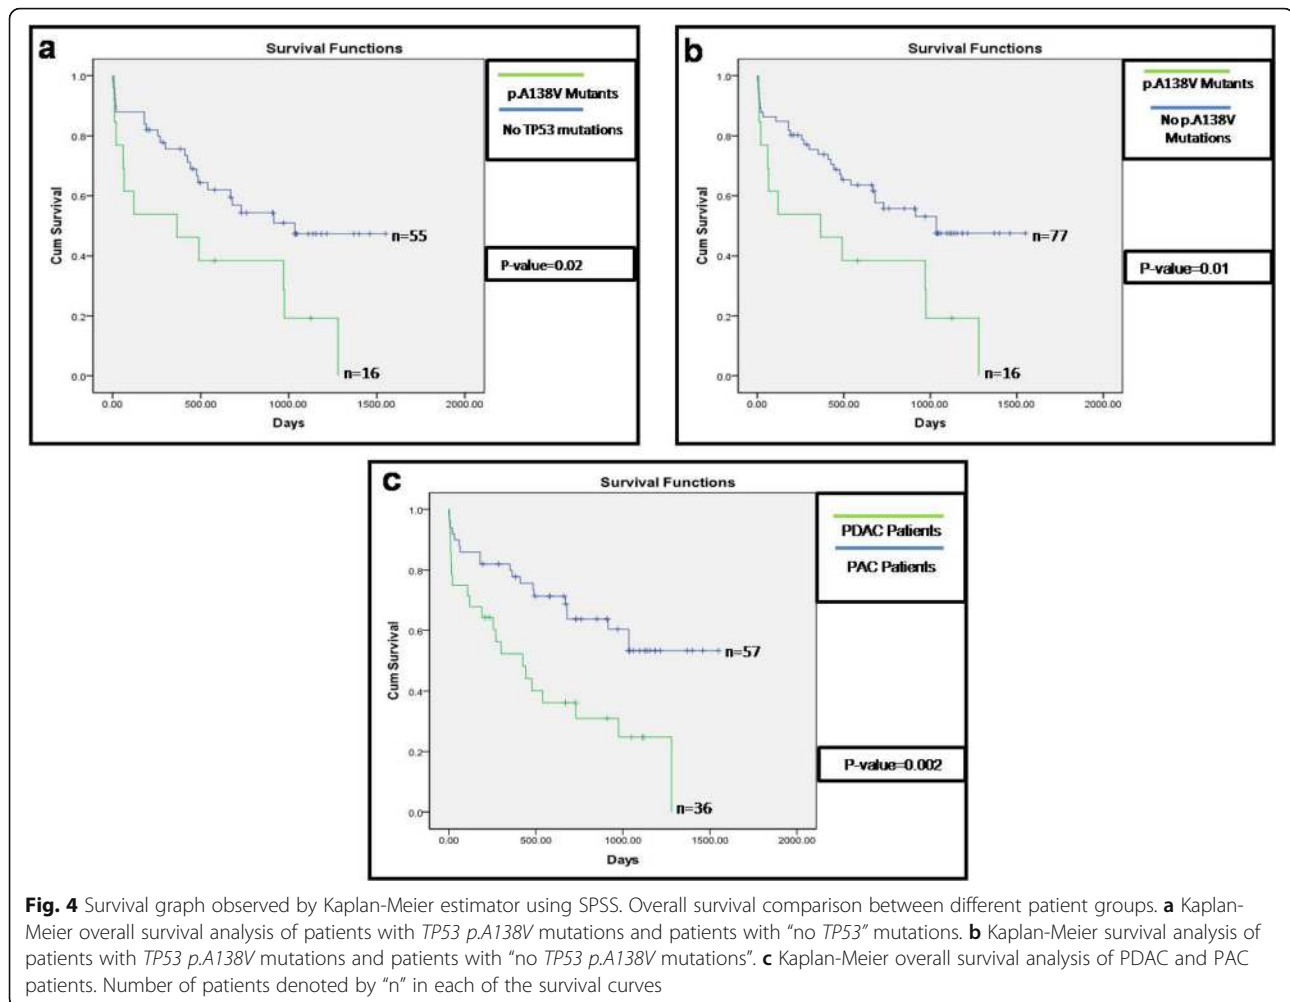 a
Survival Functions
1.0
0.8
0.6
0.4
0.2
0.0
Cum Survival
0.00
500.00
1000.00
1500.00
2000.00
Days
n=55
n=16
p.A138V Mutants
No TP53 mutations
P-value=0.02
b
Survival Functions
1.0
0.8
0.6
0.4
0.2
0.0
Cum Survival
0.00
500.00
1000.00
1500.00
2000.00
Days
n=77
n=16
p.A138V Mutants
No p.A138V
Mutations
P-value=0.01
c
Survival Functions
1.0
0.8
0.6
0.4
0.2
0.0
Cum Survival
0.00
500.00
1000.00
1500.00
2000.00
Days
n=57
n=36
PDAC Patients
PAC Patients
P-value=0.002
Fig. 4 Survival graph observed by Kaplan-Meier estimator using SPSS. Overall survival comparison between different patient groups. a Kaplan-
Meier overall survival analysis of patients with TP53 p.A138V mutations and patients with “no TP53” mutations. b Kaplan-Meier survival analysis of
patients with TP53 p.A138V mutations and patients with “no TP53 p.A138V mutations”. c Kaplan-Meier overall survival analysis of PDAC and PAC
patients. Number of patients denoted by “n” in each of the survival curves